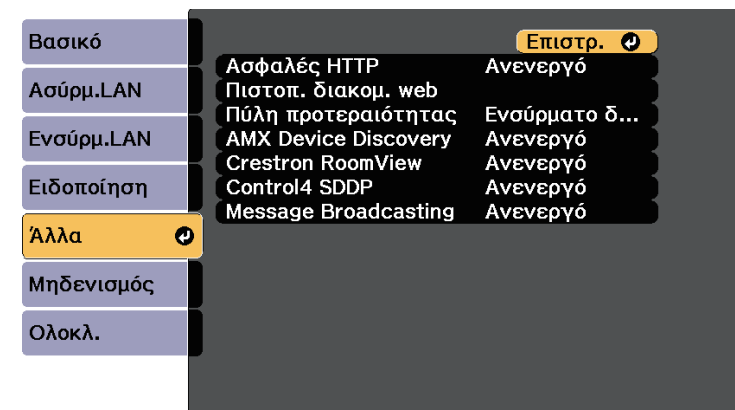 Βασικό
Ασύρμ.LAN
Ενσύρμ.LAN
Ειδοποίηση
Άλλα
Μηδενισμός
Ολοκλ.
Επιστρ.
Ασφαλές HTTP Ανενεργό
Πιστοπ. διακομ. web
Πύλη προτεραιότητας Ενσύρματο δ...
AMX Device Discovery Ανενεργό
Crestron RoomView Ανενεργό
Control4 SDDP Ανενεργό
Message Broadcasting Ανενεργό